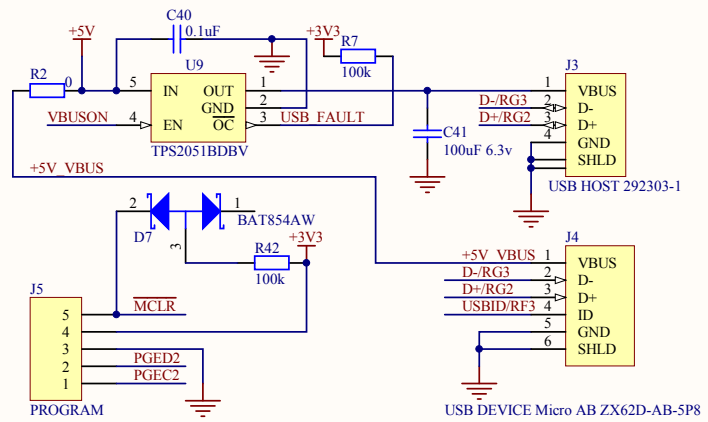 C40
0.1uF
+5V
R2
0
U9
5 IN OUT 1
GND 2
VBUSON 4 EN OC 3 USB_FAULT
TPS2051BDBV
+3V3
R7
100k
C41
100uF 6.3v
J3
1 VBUS
D-/RG3 2 D-
D+/RG2 3 D+
4 GND
SHLD
USB HOST 292303-1
+5V_VBUS
2
1
BAT854AW
D7
3
+3V3
R42
100k
J5
5 MCLR
4
3
2 PGED2
1 PGEC2
PROGRAM
J4
+5V_VBUS 1 VBUS
D-/RG3 2 D-
D+/RG2 3 D+
USBID/RF3 4 ID
5 GND
6 SHLD
USB DEVICE Micro AB ZX62D-AB-5P8